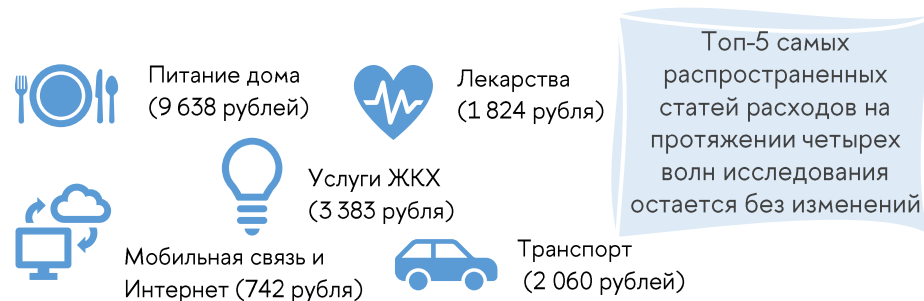 Питание дома
(9 638 рублей)
Лекарства
(1 824 рубля)
Услуги ЖКХ
(3 383 рубля)
Мобильная связь и
Интернет (742 рубля)
Транспорт
(2 060 рублей)
Топ-5 самых
распространенных
статей расходов на
протяжении четырех
волн исследования
остается без изменений